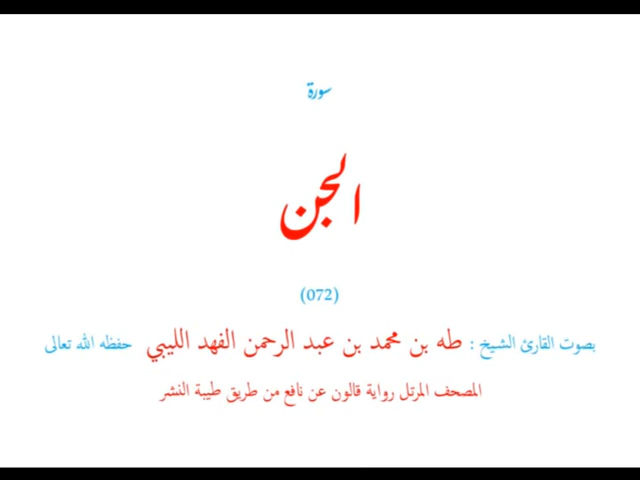 سورة
الجن
(072)
بصوت القارئ الشيخ : طه بن محمد بن عبد الرحمن الفهد الليبي حفظه الله تعالى
المصحف المرتل رواية قالون عن نافع من طريق طيبة النشر